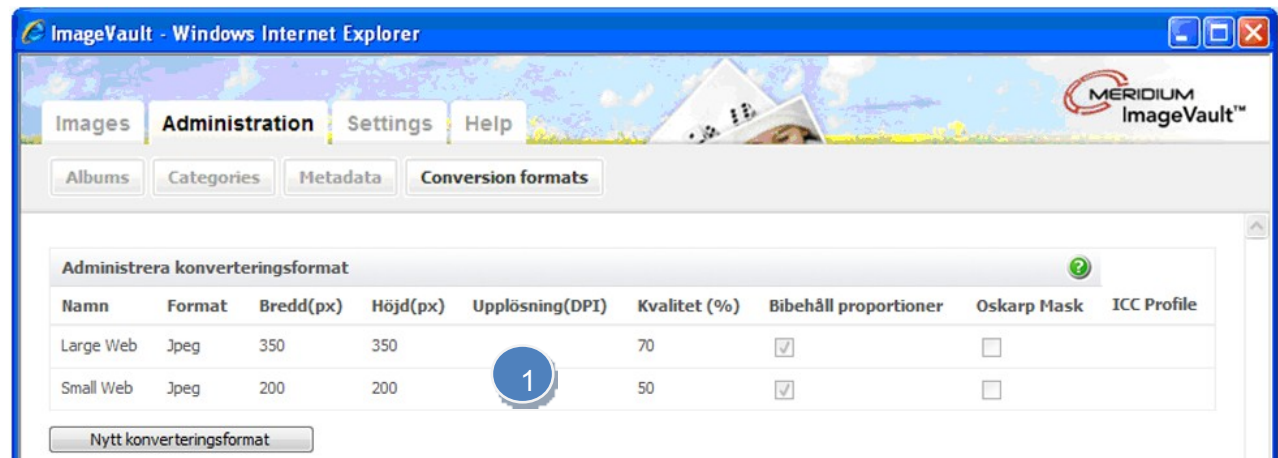 ImageVault - Windows Internet Explorer
MERIDIUM
ImageVault™
Images Administration Settings Help
Albums Categories Metadata Conversion formats
Administrera konverteringsformat ?
Namn Format Bredd(px) Höjd(px) Upplösning(DPI) Kvalitet (%) Bibehåll proportioner Oskarp Mask ICC Profile
Large Web Jpeg 350 350 70
Small Web Jpeg 200 200 1 50
Nytt konverteringsformat